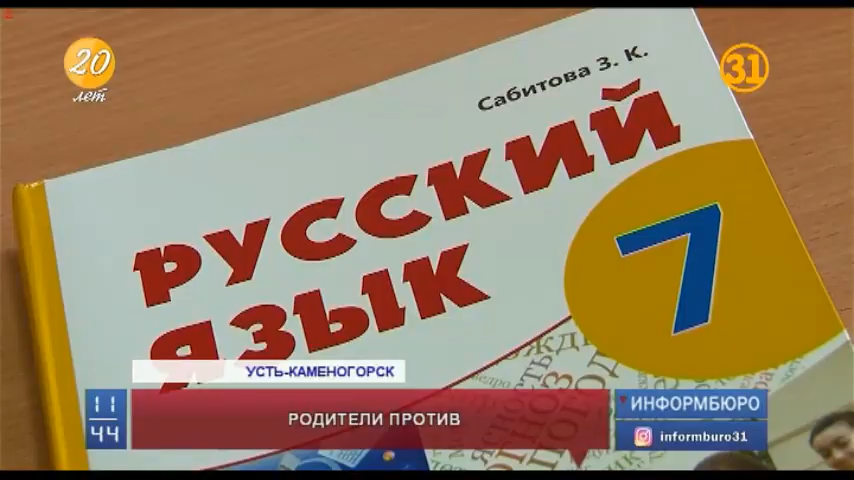 20
лет
31
Сабитова З. К.
РУССКИЙ
ЯЗЫК
7
УСТЬ-КАМЕНОГОРСК
11
44
РОДИТЕЛИ ПРОТИВ
ИНФОРМБЮРО
informburo31